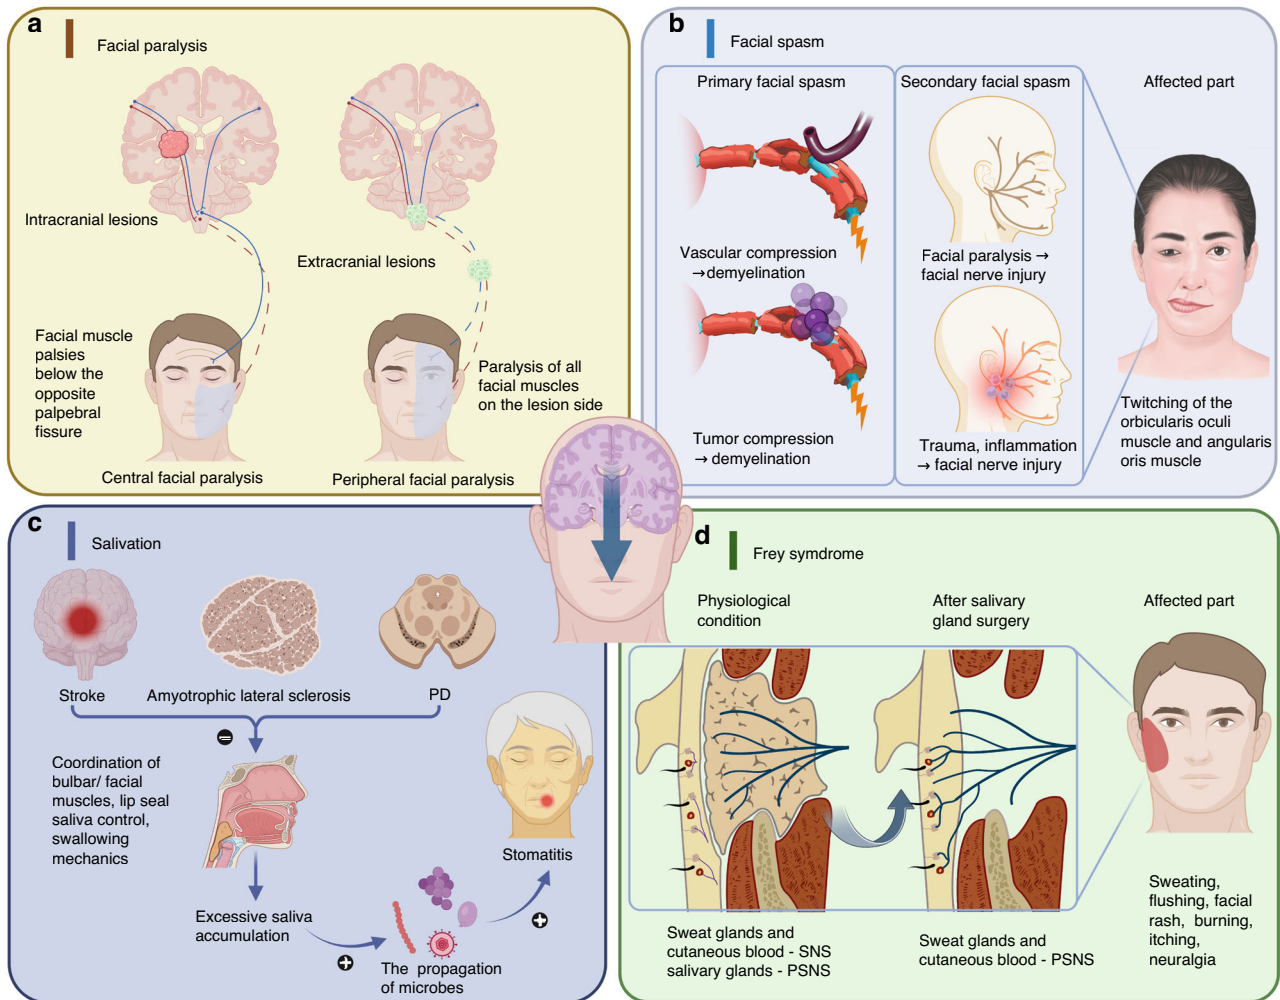 a
Facial paralysis
Intracranial lesions
Extracranial lesions
Facial muscle
palsies
below the
opposite
palpebral
fissure
Paralysis of all
facial muscles
on the lesion side
Central facial paralysis
Peripheral facial paralysis
b
Facial spasm
Primary facial spasm
Secondary facial spasm
Affected part
Vascular compression
→demyelination
Facial paralysis →
facial nerve injury
Tumor compression
→ demyelination
Trauma, inflammation
→ facial nerve injury
Twitching of the
orbicularis oculi
muscle and angularis
oris muscle
c
Salivation
Stroke
Amyotrophic lateral sclerosis
PD
Coordination of
bulbar/ facial
muscles, lip seal
saliva control,
swallowing
mechanics
Stomatitis
Excessive saliva
accumulation
The propagation
of microbes
d
Frey symdrome
Physiological
condition
After salivary
gland surgery
Affected part
Sweat glands and
cutaneous blood - SNS
salivary glands - PSNS
Sweat glands and
cutaneous blood - PSNS
Sweating,
flushing, facial
rash, burning,
itching,
neuralgia